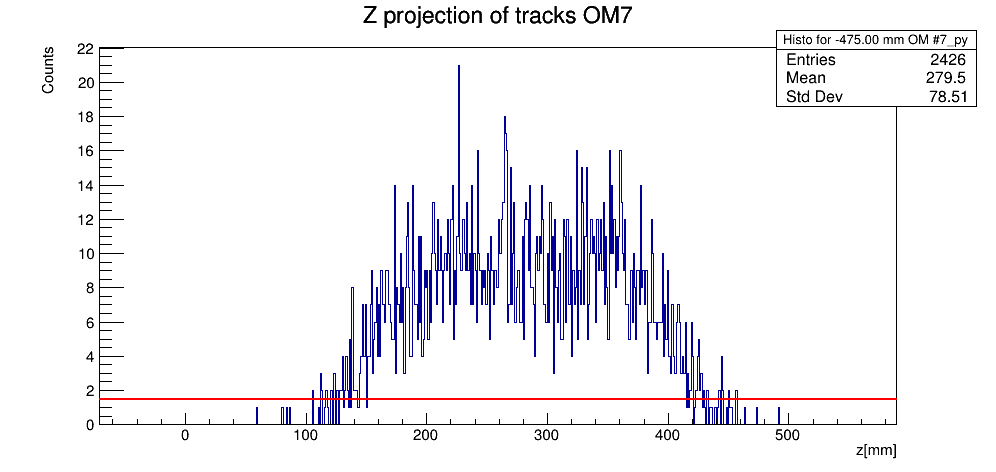 Z projection of tracks OM7
Histo for -475.00 mm OM #7_py
Entries 2426
Mean 279.5
Std Dev 78.51
Counts
22
20
18
16
14
12
10
8
6
4
2
0
0 100 200 300 400 500
z[mm]